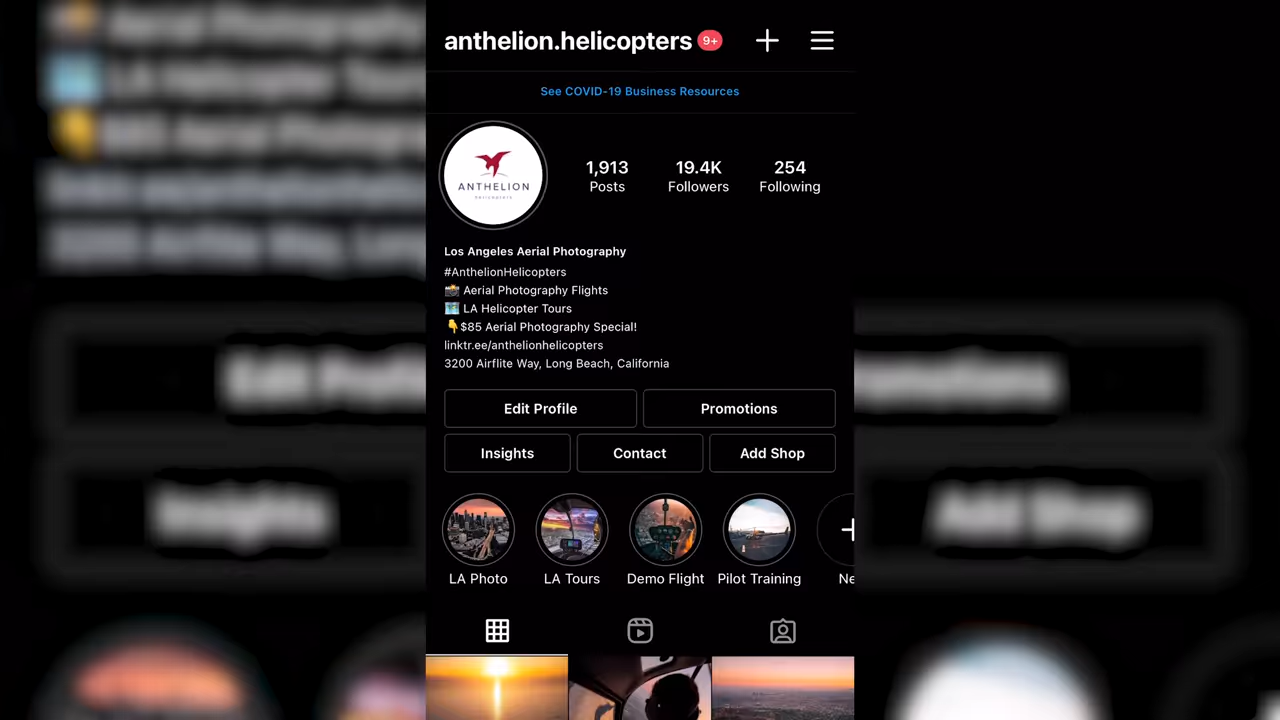 anthelion.helicopters 9+
See COVID-19 Business Resources
ANTHELION
HELICOPTERS
1,913 19.4K 254
Posts Followers Following
Los Angeles Aerial Photography
#AnthelionHelicopters
📸 Aerial Photography Flights
🏙️ LA Helicopter Tours
👇$85 Aerial Photography Special!
linktr.ee/anthelionhelicopters
3200 Airflite Way, Long Beach, California
Edit Profile Promotions
Insights Contact Add Shop
LA Photo LA Tours Demo Flight Pilot Training Ne